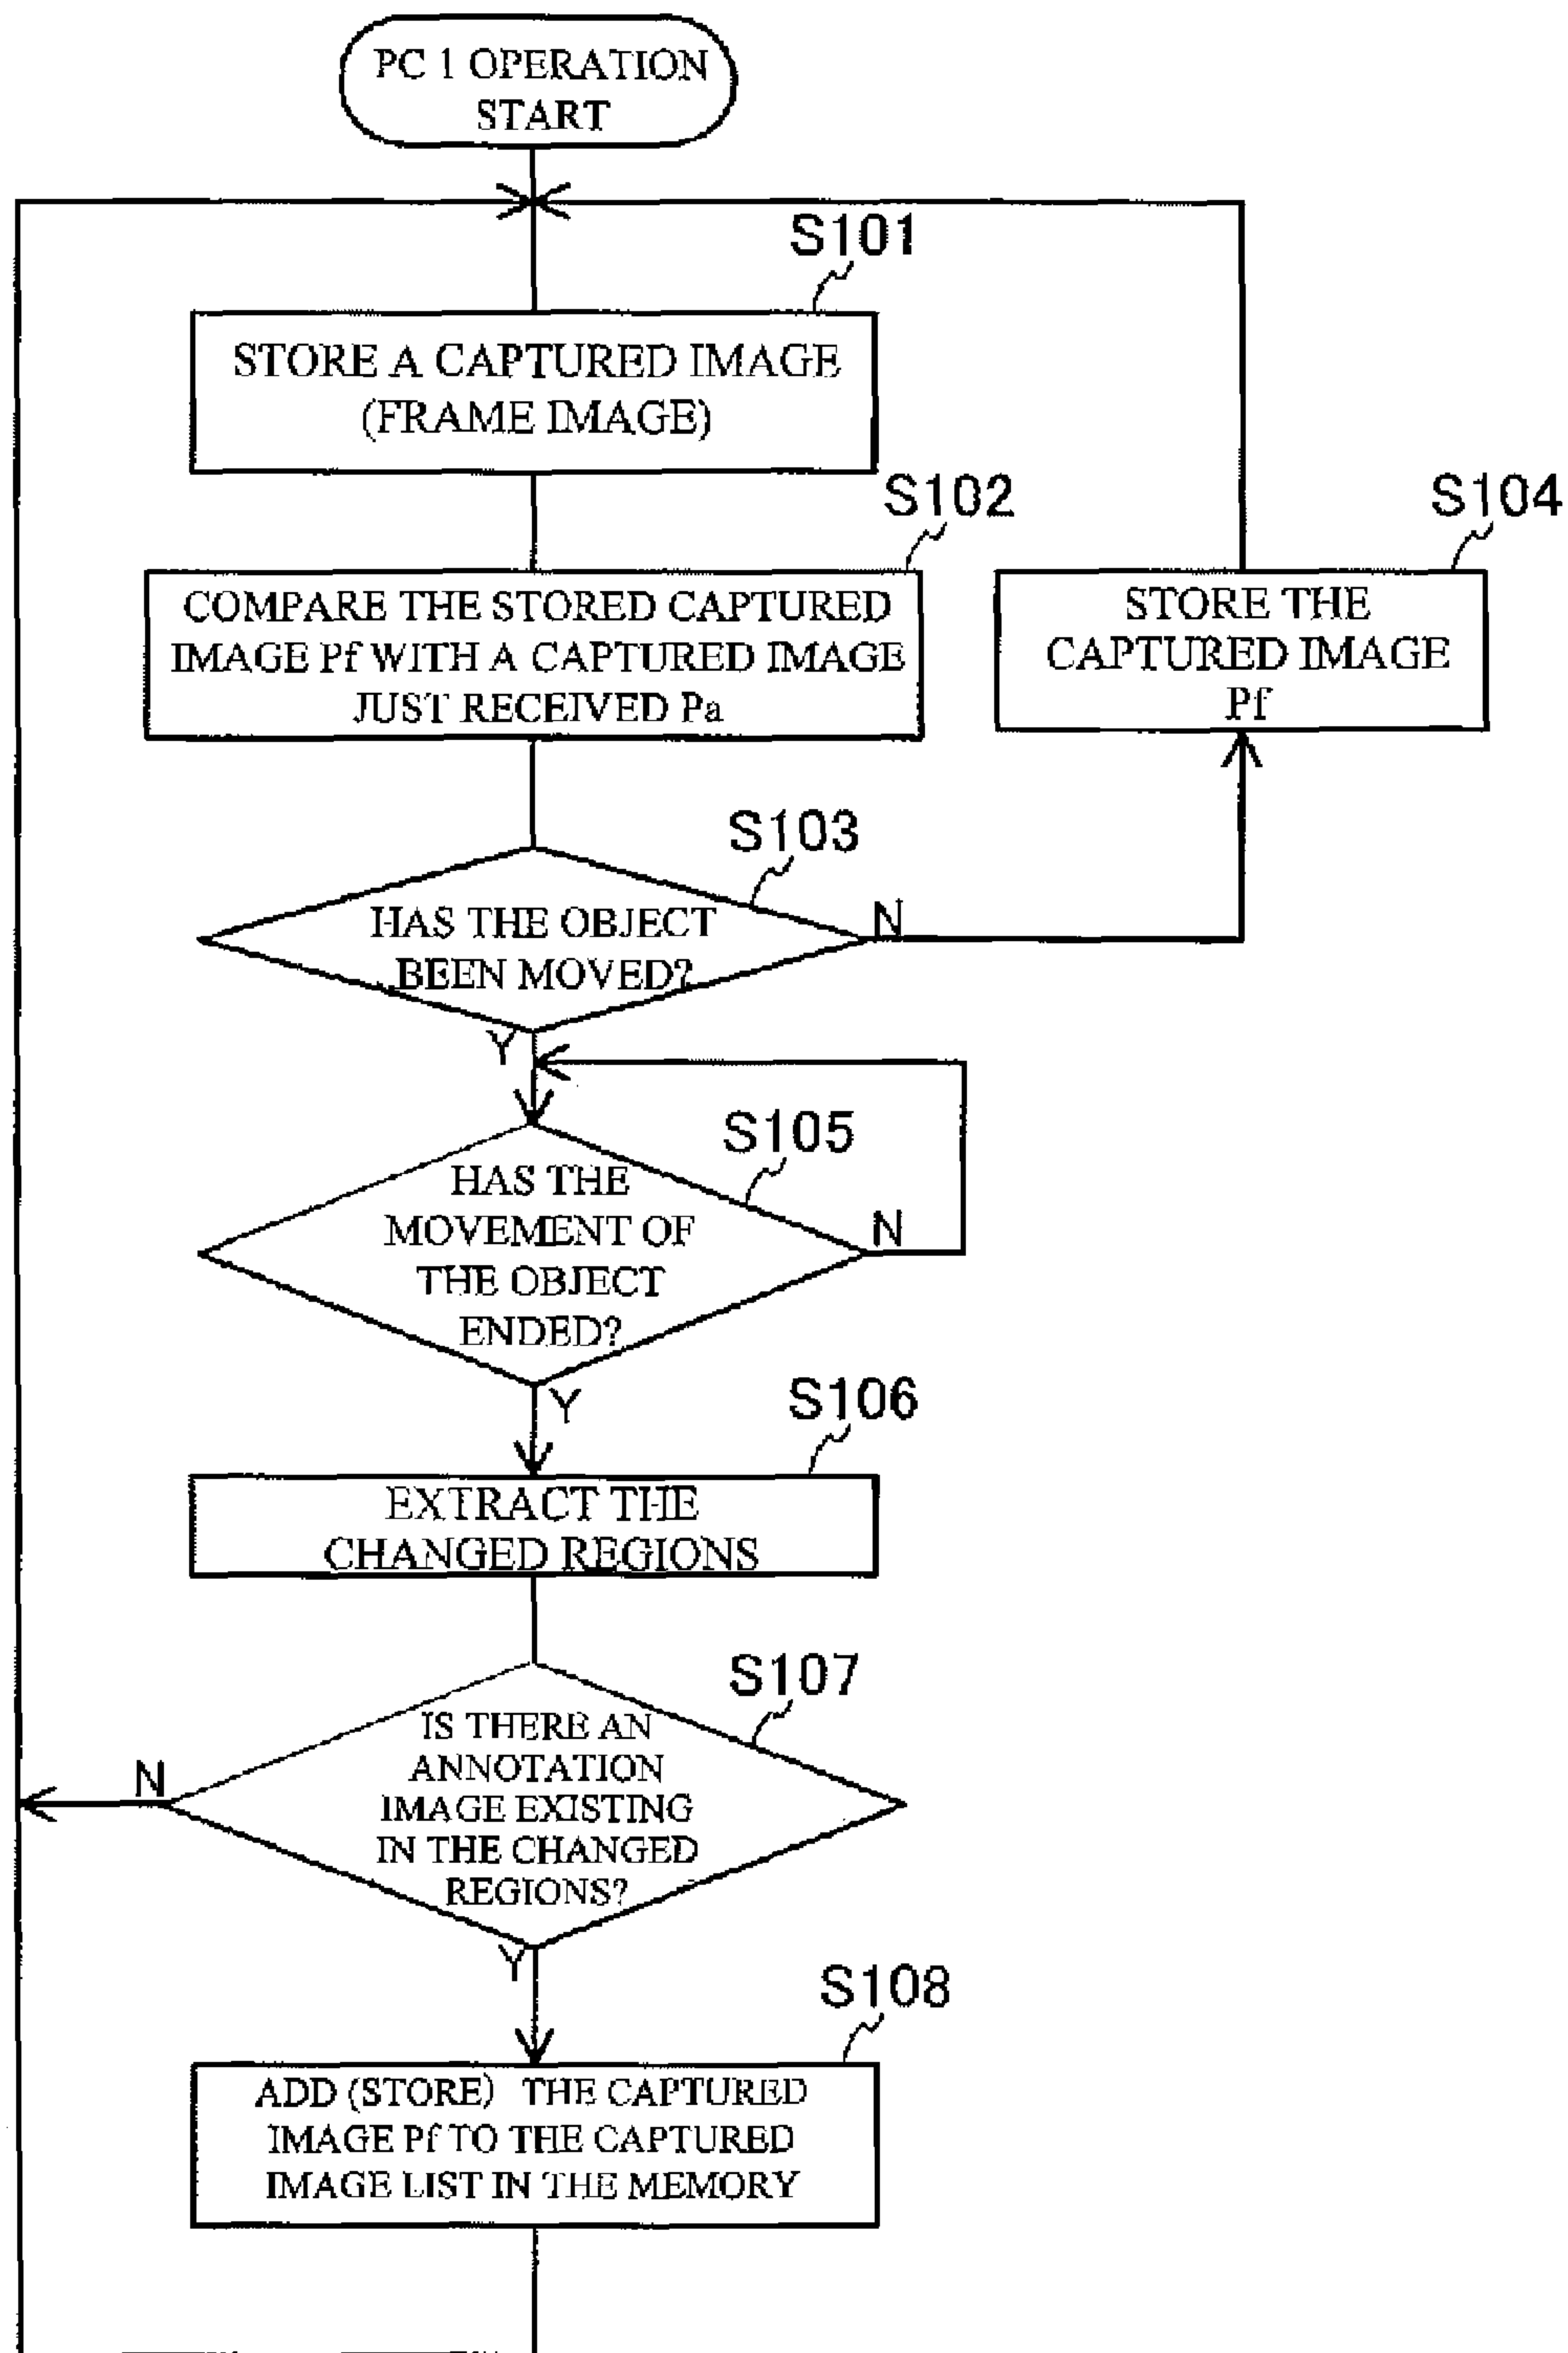 PC 1 OPERATION
START
S101
STORE A CAPTURED IMAGE
(FRAME IMAGE)
S102
COMPARE THE STORED CAPTURED
IMAGE Pf WITH A CAPTURED IMAGE
JUST RECEIVED Pa
S104
STORE THE
CAPTURED IMAGE
Pf
S103
HAS THE OBJECT
BEEN MOVED?
N
Y
S105
HAS THE
MOVEMENT OF
THE OBJECT
ENDED?
N
Y
S106
EXTRACT THE
CHANGED REGIONS
S107
IS THERE AN
ANNOTATION
IMAGE EXISTING
IN THE CHANGED
REGIONS?
N
Y
S108
ADD (STORE) THE CAPTURED
IMAGE Pf TO THE CAPTURED
IMAGE LIST IN THE MEMORY